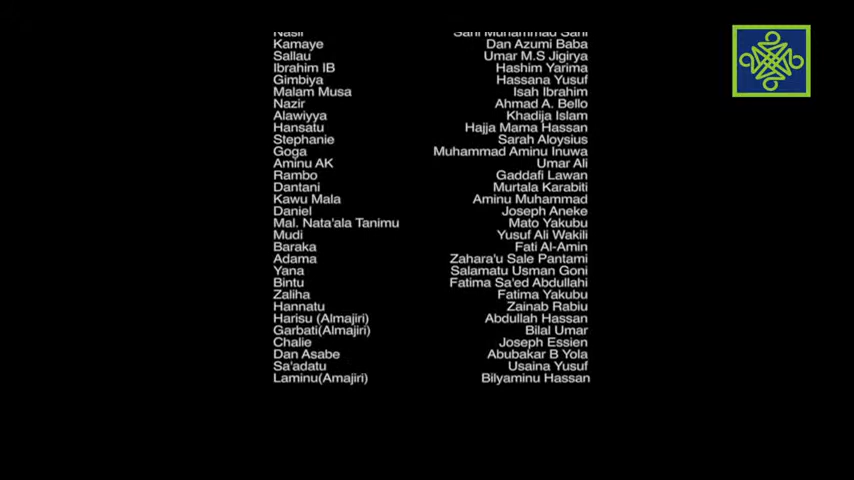 Nasir Sani Muhammad Sani
Kamaye Dan Azumi Baba
Sallau Umar M.S Jigirya
Ibrahim IB Hashim Yarima
Gimbiya Hassana Yusuf
Malam Musa Isah Ibrahim
Nazir Ahmad A. Bello
Alawiyya Khadija Islam
Hansatu Hajja Mama Hassan
Stephanie Sarah Aloysius
Goga Muhammad Aminu Inuwa
Aminu AK Umar Ali
Rambo Gaddafi Lawan
Dantani Murtala Karabiti
Kawu Mala Aminu Muhammad
Daniel Joseph Aneke
Mal. Nata'ala Tanimu Mato Yakubu
Mudi Yusuf Ali Wakili
Baraka Fati Al-Amin
Adama Zahara'u Sale Pantami
Yana Salamatu Usman Goni
Bintu Fatima Sa'ed Abdullahi
Zaliha Fatima Yakubu
Hannatu Zainab Rabiu
Harisu (Almajiri) Abdullah Hassan
Garbati(Almajiri) Bilal Umar
Chalie Joseph Essien
Dan Asabe Abubakar B Yola
Sa'adatu Usaina Yusuf
Laminu(Amajiri) Bilyaminu Hassan